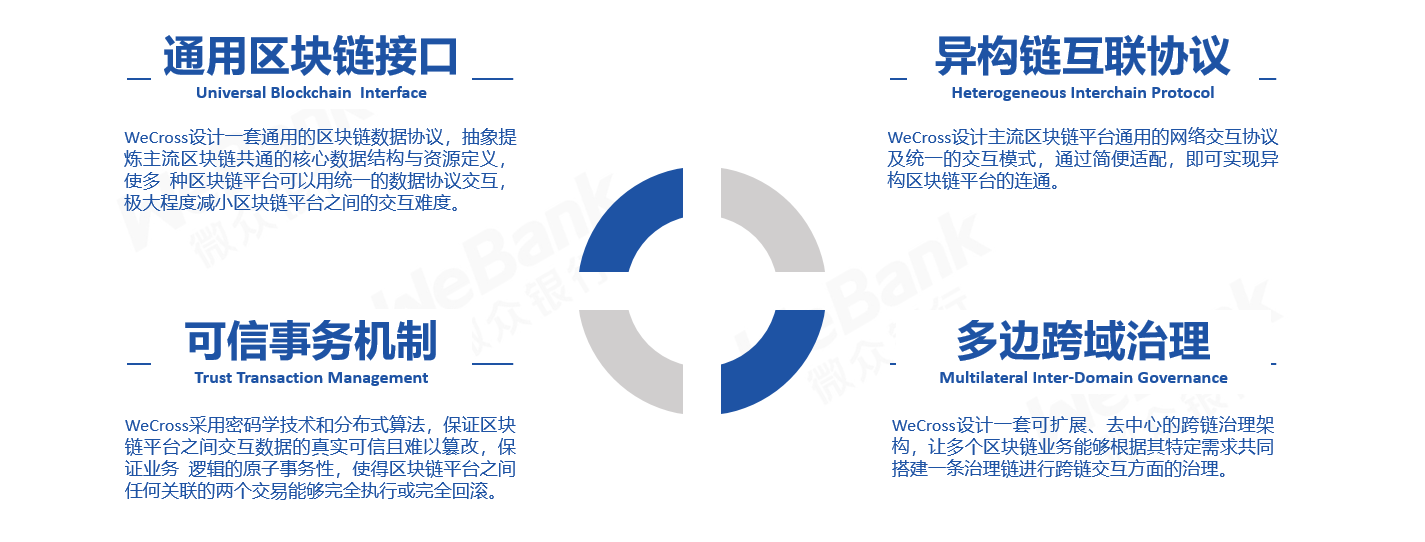 通用区块链接口
Universal Blockchain Interface
WeCross设计一套通用的区块链数据协议，抽象提
炼主流区块链共通的核心数据结构与资源定义，
使多 种区块链平台可以用统一的数据协议交互，
极大程度减小区块链平台之间的交互难度。
异构链互联协议
Heterogeneous Interchain Protocol
WeCross设计主流区块链平台通用的网络交互协议
及统一的交互模式，通过简便适配，即可实现异
构区块链平台的连通。
可信事务机制
Trust Transaction Management
WeCross采用密码学技术和分布式算法，保证区块
链平台之间交互数据的真实可信且难以篡改，保
证业务 逻辑的原子事务性，使得区块链平台之间
任何关联的两个交易能够完全执行或完全回滚。
多边跨域治理
Multilateral Inter-Domain Governance
WeCross设计一套可扩展、去中心的跨链治理架
构，让多个区块链业务能够根据其特定需求共同
搭建一条治理链进行跨链交互方面的治理。
WeBank
微众银行
WeBank
微众